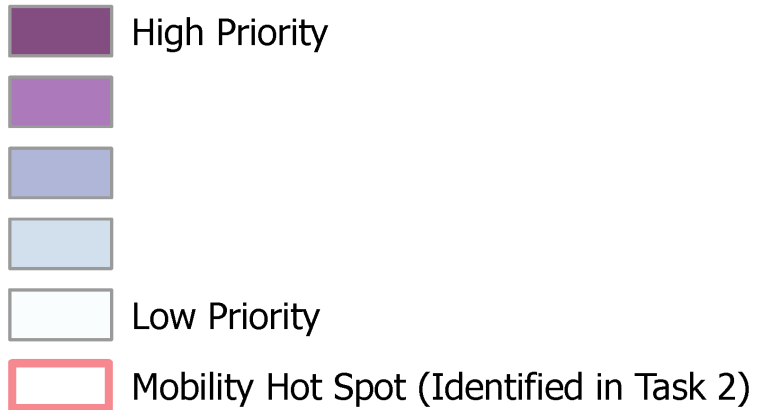 High Priority
Low Priority
Mobility Hot Spot (Identified in Task 2)